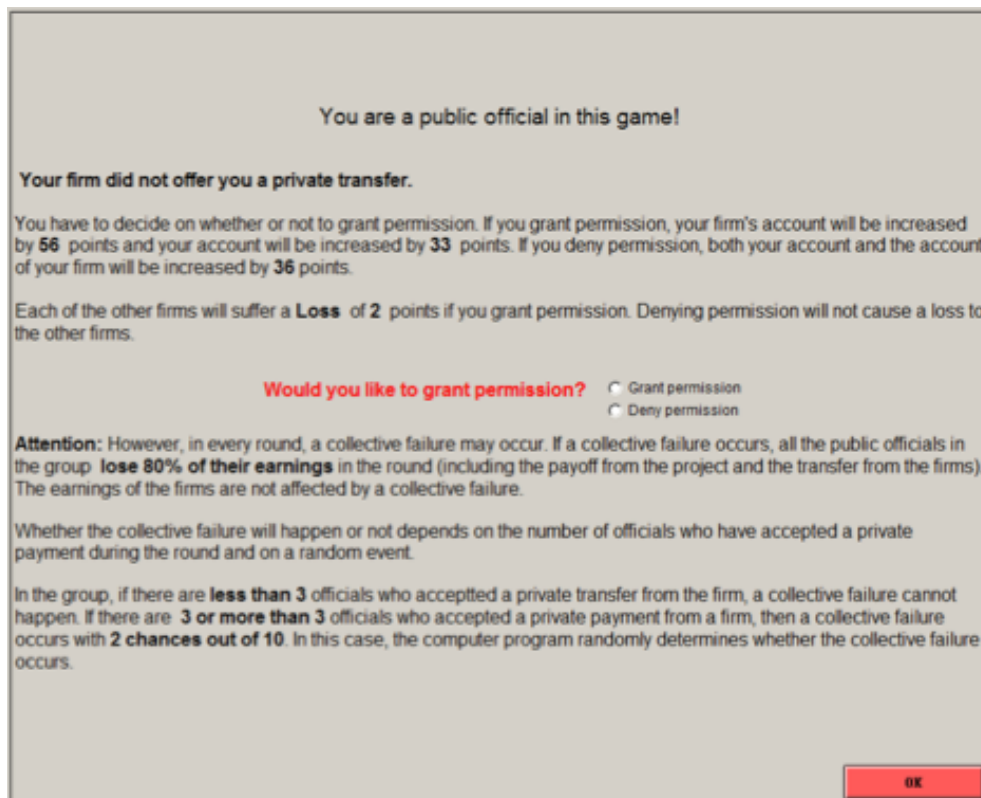 You are a public official in this game!
Your firm did not offer you a private transfer.
You have to decide on whether or not to grant permission. If you grant permission, your firm's account will be increased
by 56 points and your account will be increased by 33 points. If you deny permission, both your account and the account
of your firm will be increased by 36 points.
Each of the other firms will suffer a Loss of 2 points if you grant permission. Denying permission will not cause a loss to
the other firms.
Would you like to grant permission? Grant permission
Deny permission
Attention: However, in every round, a collective failure may occur. If a collective failure occurs, all the public officials in
the group lose 80% of their earnings in the round (including the payoff from the project and the transfer from the firms)
The earnings of the firms are not affected by a collective failure.
Whether the collective failure will happen or not depends on the number of officials who have accepted a private
payment during the round and on a random event.
In the group, if there are less than 3 officials who acceptted a private transfer from the firm, a collective failure cannot
happen. If there are 3 or more than 3 officials who accepted a private payment from a firm, then a collective failure
occurs with 2 chances out of 10. In this case, the computer program randomly determines whether the collective failure
occurs.
OK